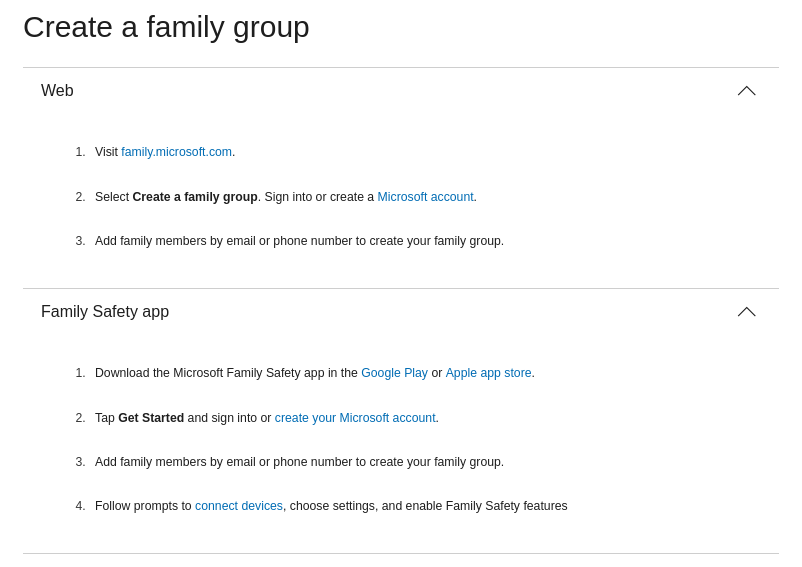 Create a family group
Web
1. Visit family.microsoft.com.
2. Select Create a family group. Sign into or create a Microsoft account.
3. Add family members by email or phone number to create your family group.
Family Safety app
1. Download the Microsoft Family Safety app in the Google Play or Apple app store.
2. Tap Get Started and sign into or create your Microsoft account.
3. Add family members by email or phone number to create your family group.
4. Follow prompts to connect devices, choose settings, and enable Family Safety features